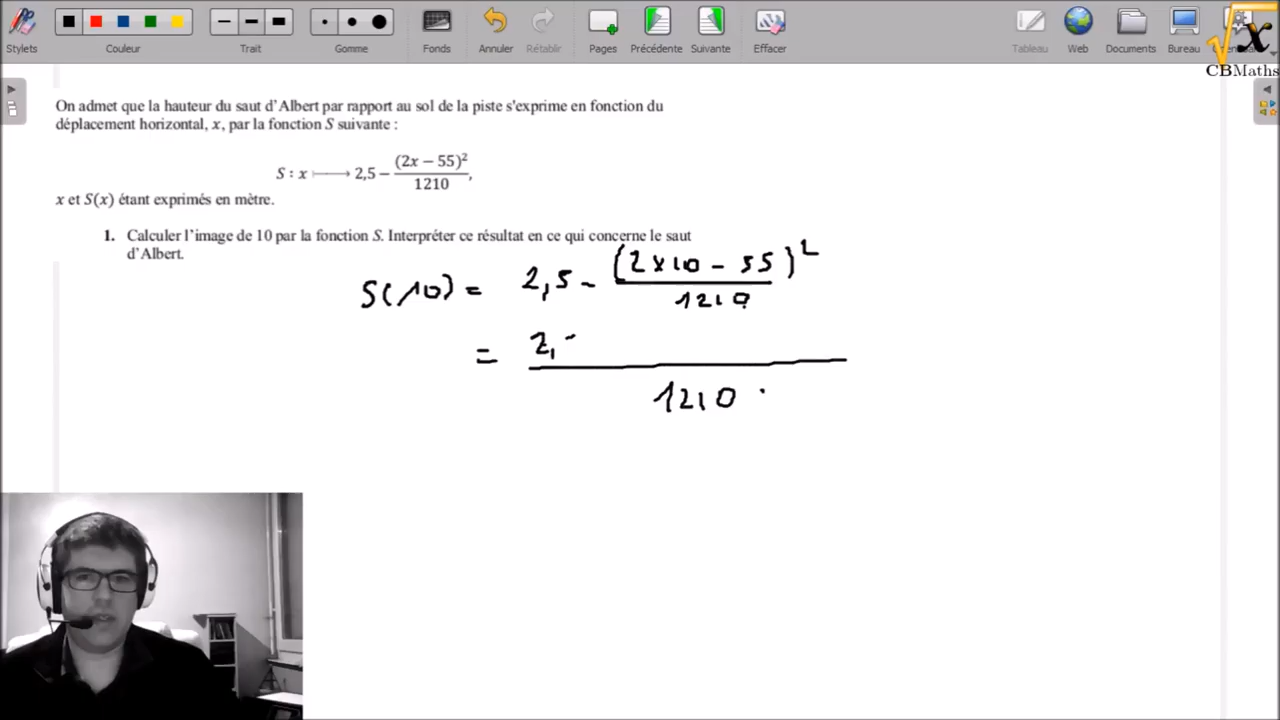 Stylets Couleur Trait Gomme Fonds Annuler Rétablir Pages Précédente Suivante Effacer Tableau Web Documents Bureau
√x
CBMaths
On admet que la hauteur du saut d'Albert par rapport au sol de la piste s'exprime en fonction du
déplacement horizontal, x, par la fonction S suivante :
S : x ⟼ 2,5 − (2x − 55)² / 1210,
x et S(x) étant exprimés en mètre.
1. Calculer l'image de 10 par la fonction S. Interpréter ce résultat en ce qui concerne le saut
d'Albert.
S(10) = 2,5 - (2×10 - 55)² / 1210
= 2, / 1210